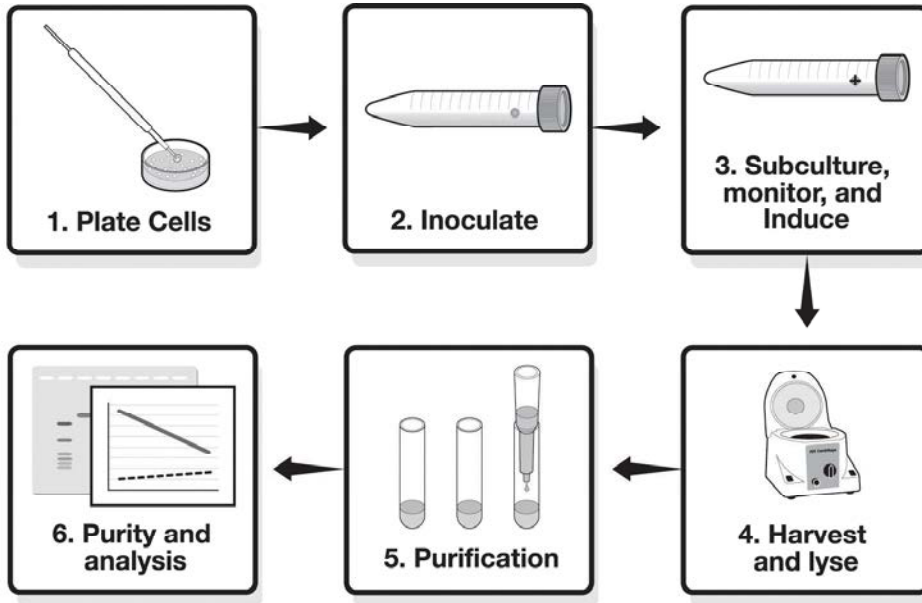 1. Plate Cells
2. Inoculate
3. Subculture,
monitor, and
Induce
4. Harvest
and lyse
5. Purification
6. Purity and
analysis